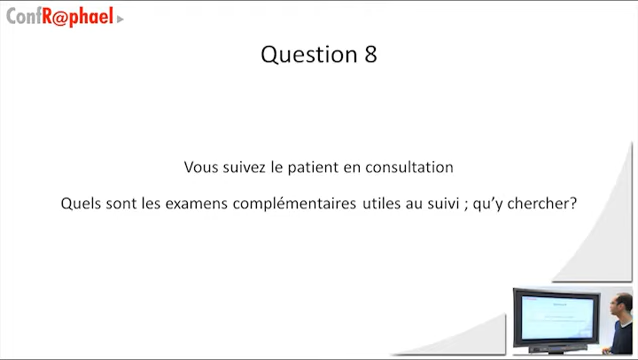 ConfR@phael
Question 8
Vous suivez le patient en consultation
Quels sont les examens complémentaires utiles au suivi ; qu'y chercher?